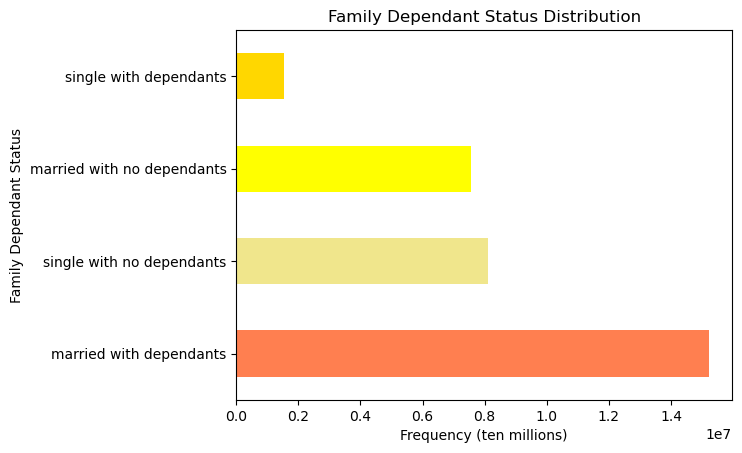 Family Dependant Status Distribution
single with dependants
married with no dependants
single with no dependants
married with dependants
Family Dependant Status
0.0 0.2 0.4 0.6 0.8 1.0 1.2 1.4
1e7
Frequency (ten millions)